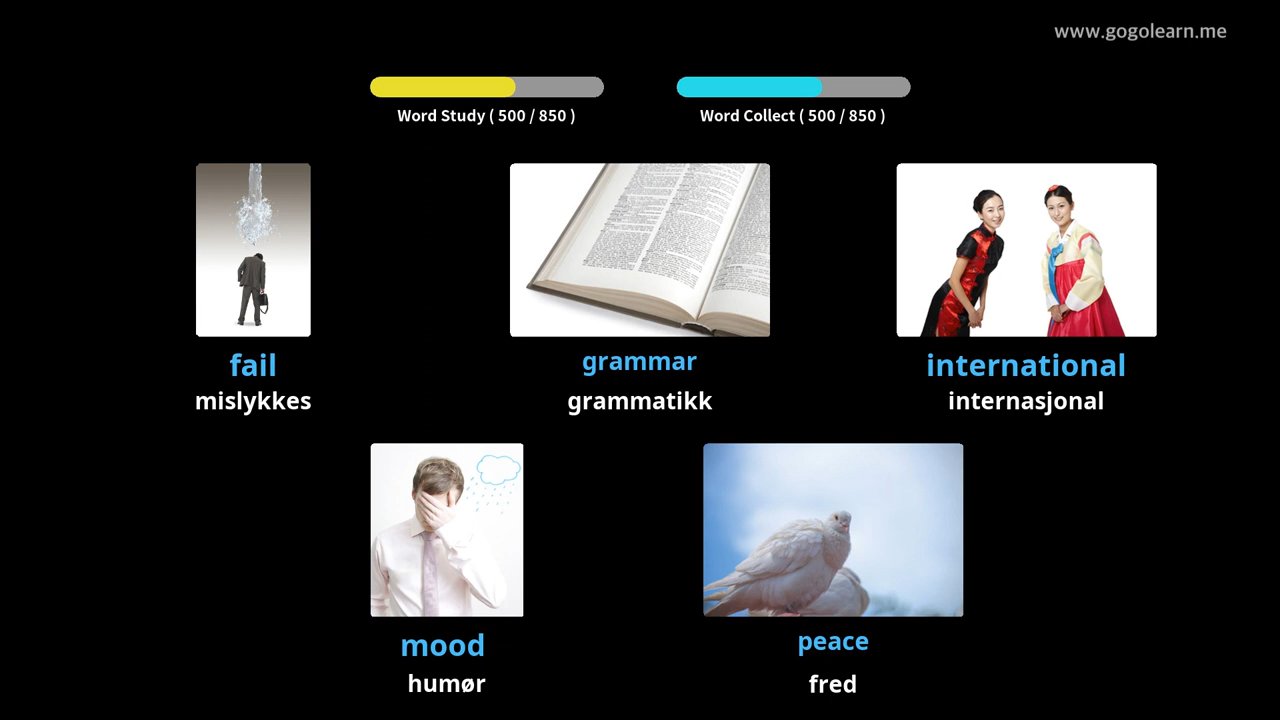 www.gogolearn.me
Word Study ( 500 / 850 )
Word Collect ( 500 / 850 )
fail
mislykkes
grammar
grammatikk
international
internasjonal
mood
humør
peace
fred